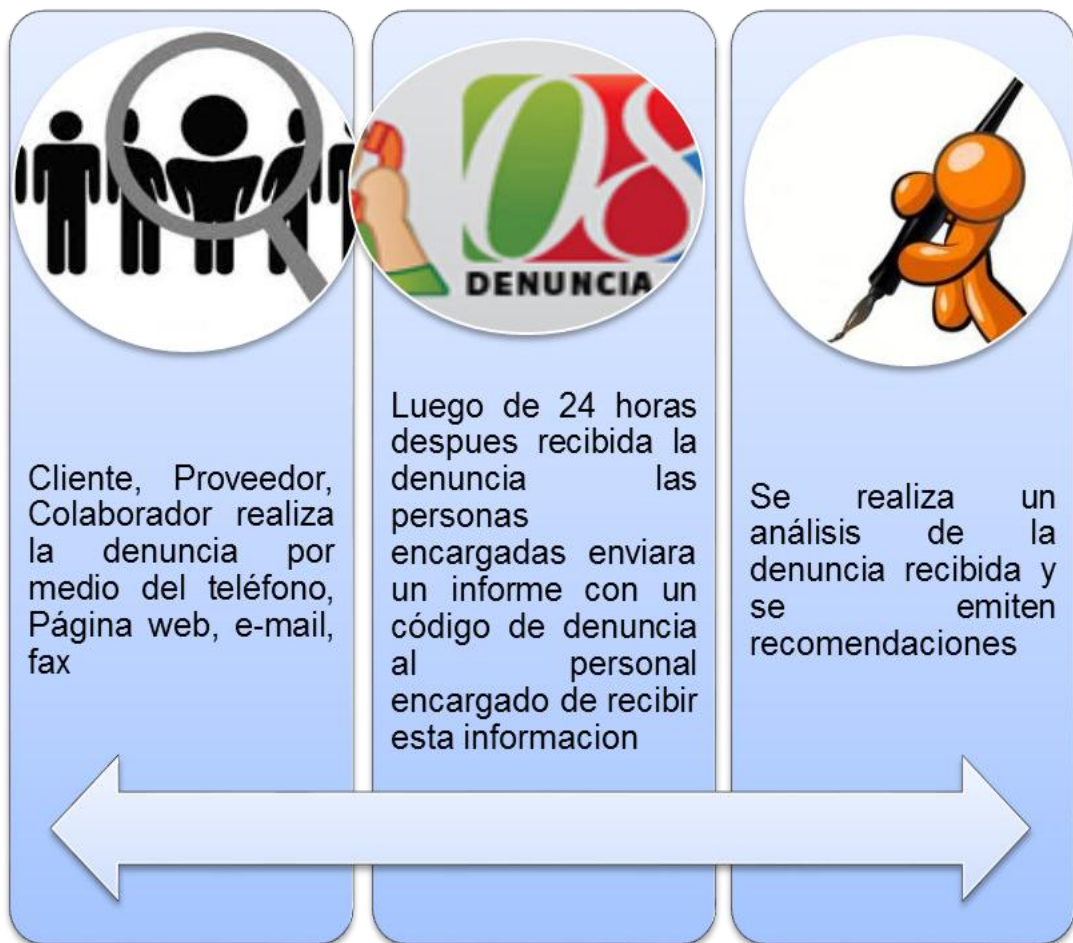 Cliente, Proveedor,
Colaborador realiza
la denuncia por
medio del teléfono,
Página web, e-mail,
fax
08
DENUNCIA
Luego de 24 horas
despues recibida la
denuncia las
personas
encargadas enviara
un informe con un
código de denuncia
al personal
encargado de recibir
esta informacion
Se realiza un
análisis de la
denuncia recibida y
se emiten
recomendaciones